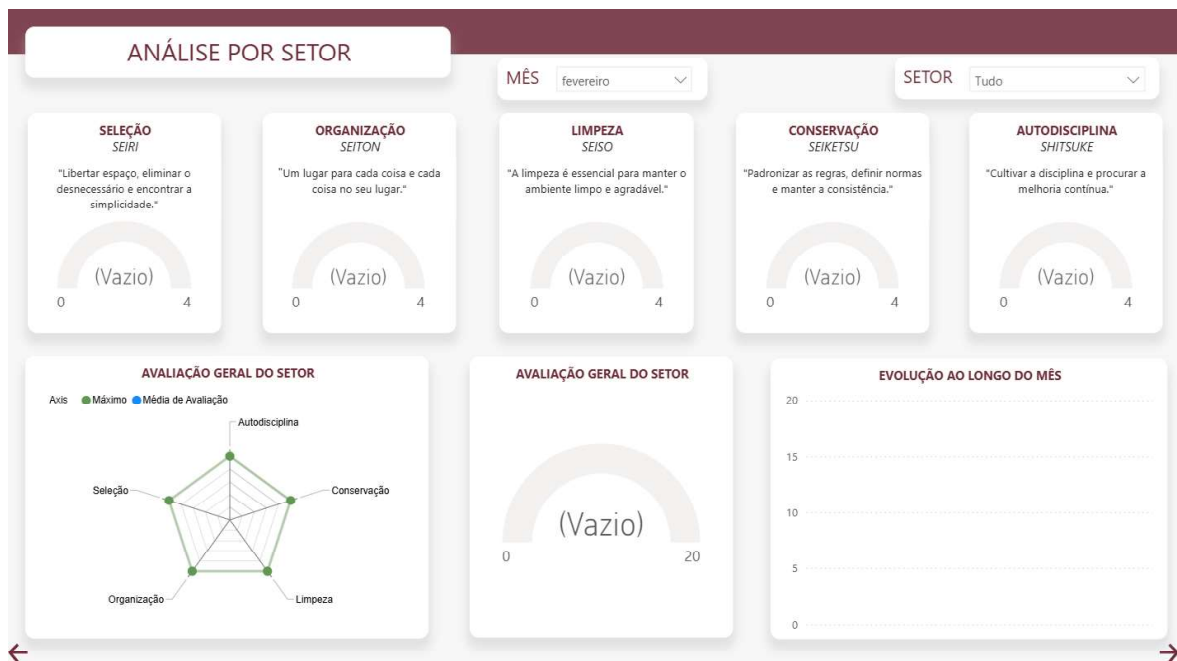 ANÁLISE POR SETOR
MÊS
fevereiro
SETOR
Tudo
SELEÇÃO
SEIRI
"Libertar espaço, eliminar o
desnecessário e encontrar a
simplicidade."
(Vazio)
0
4
ORGANIZAÇÃO
SEITON
"Um lugar para cada coisa e cada
coisa no seu lugar."
(Vazio)
0
4
LIMPEZA
SEISO
"A limpeza é essencial para manter o
ambiente limpo e agradável."
(Vazio)
0
4
CONSERVAÇÃO
SEIKETSU
"Padronizar as regras, definir normas
e manter a consistência."
(Vazio)
0
4
AUTODISCIPLINA
SHITSUKE
"Cultivar a disciplina e procurar a
melhoria contínua."
(Vazio)
0
4
AVALIAÇÃO GERAL DO SETOR
Axis
Máximo
Média de Avaliação
Autodisciplina
Seleção
Conservação
Organização
Limpeza
AVALIAÇÃO GERAL DO SETOR
(Vazio)
0
20
EVOLUÇÃO AO LONGO DO MÊS
20
15
10
5
0